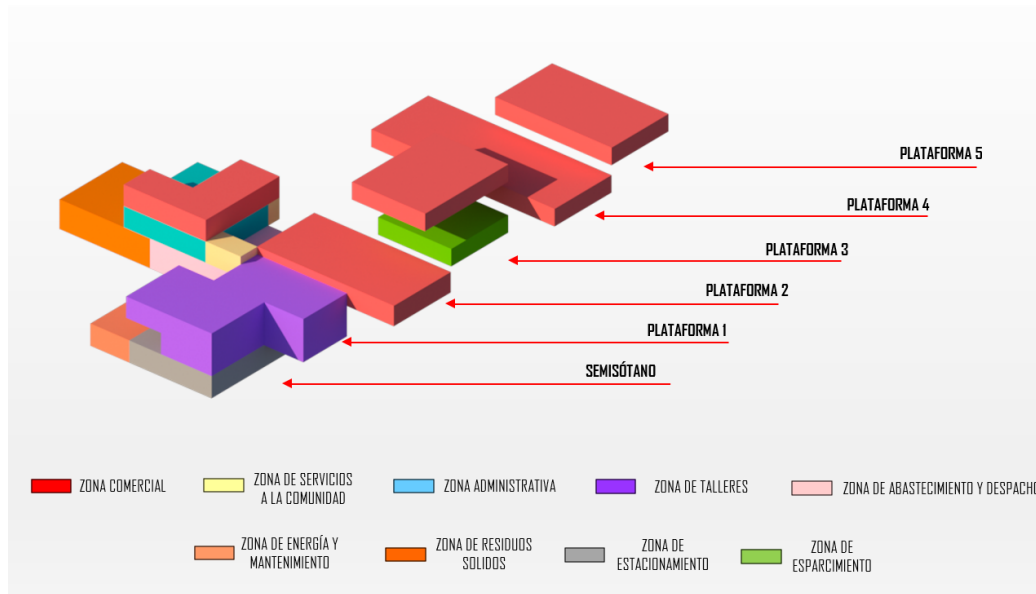 PLATAFORMA 5
PLATAFORMA 4
PLATAFORMA 3
PLATAFORMA 2
PLATAFORMA 1
SEMISÓTANO
ZONA COMERCIAL
ZONA DE SERVICIOS
A LA COMUNIDAD
ZONA ADMINISTRATIVA
ZONA DE TALLERES
ZONA DE ABASTECIMIENTO Y DESPACHO
ZONA DE ENERGÍA Y
MANTENIMIENTO
ZONA DE RESIDUOS
SOLIDOS
ZONA DE
ESTACIONAMIENTO
ZONA DE
ESPARCIMIENTO